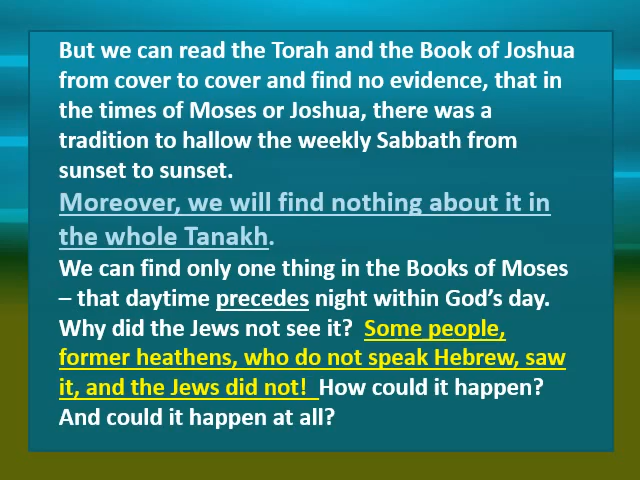 But we can read the Torah and the Book of Joshua
from cover to cover and find no evidence, that in
the times of Moses or Joshua, there was a
tradition to hallow the weekly Sabbath from
sunset to sunset.
Moreover, we will find nothing about it in
the whole Tanakh.
We can find only one thing in the Books of Moses
– that daytime precedes night within God’s day.
Why did the Jews not see it?  Some people,
former heathens, who do not speak Hebrew, saw
it, and the Jews did not!  How could it happen?
And could it happen at all?